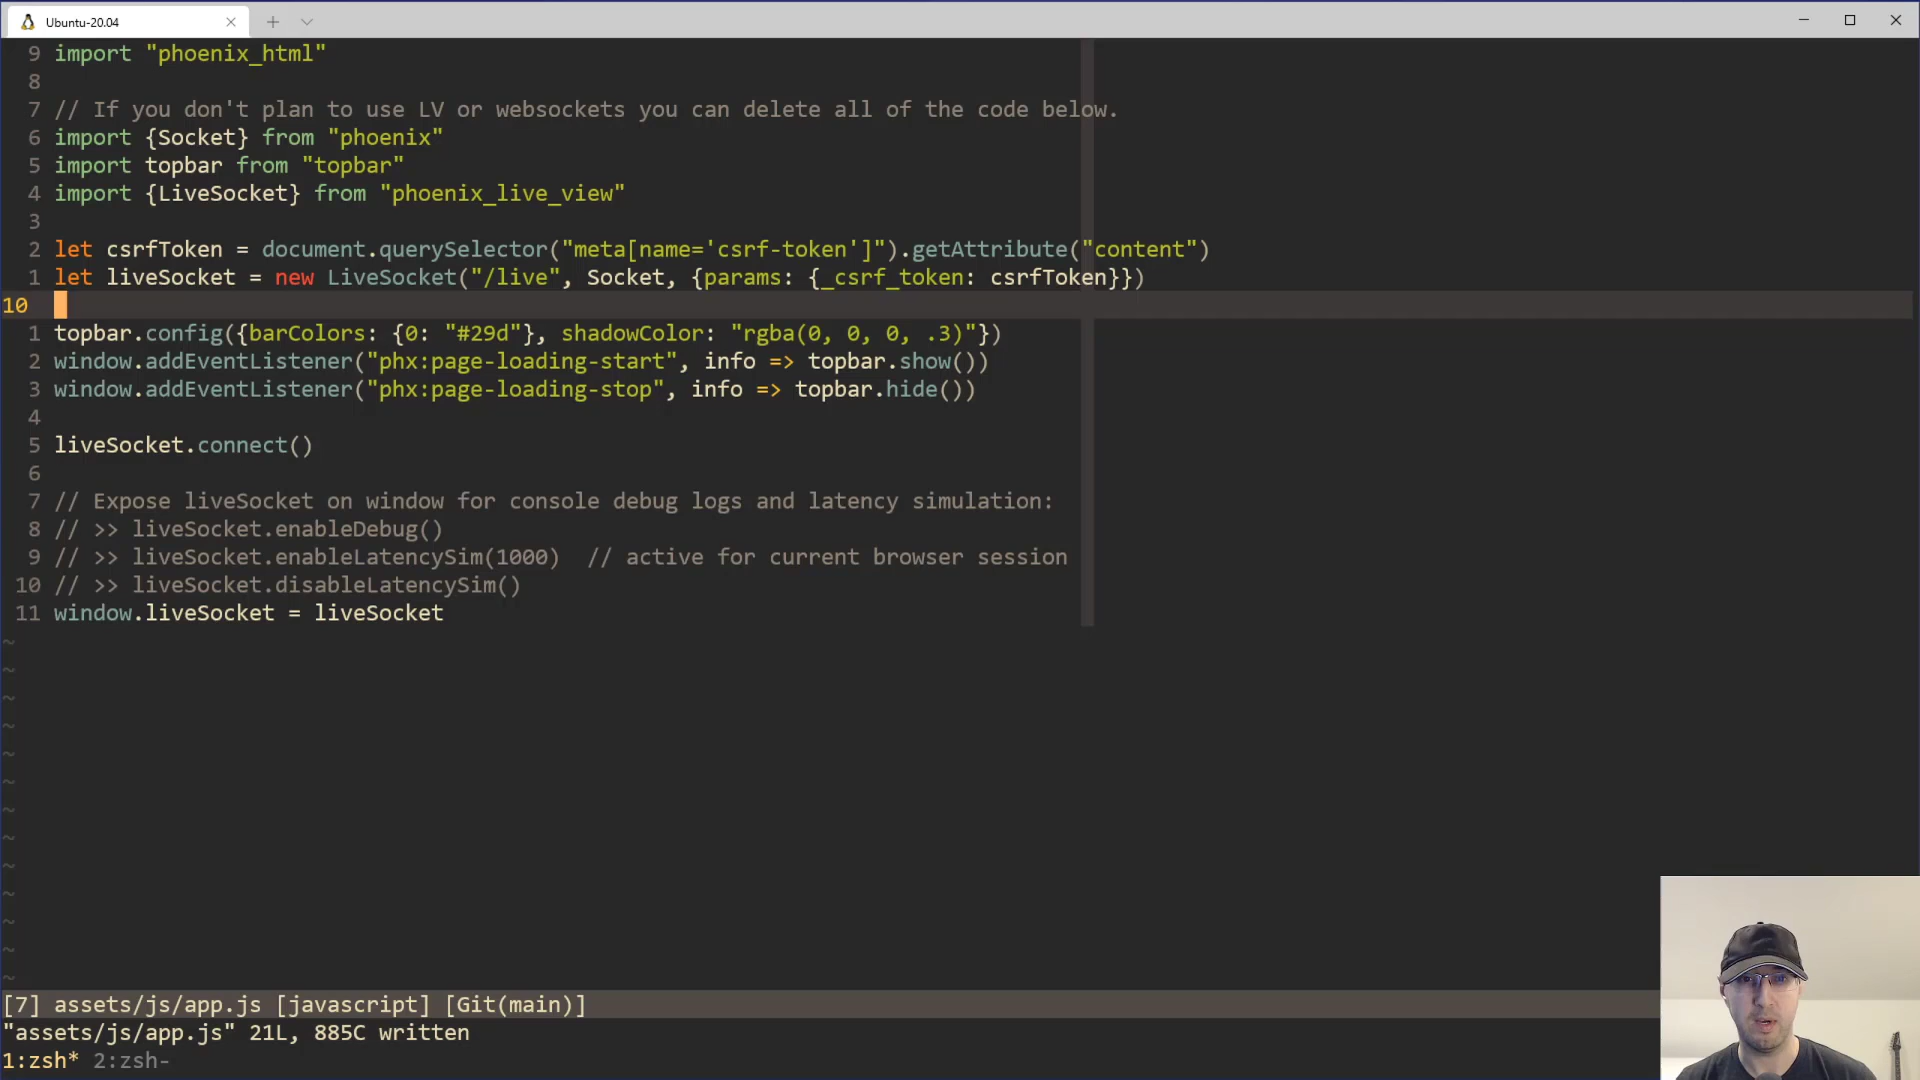 Ubuntu-20.04
9 import "phoenix_html"
8
7 // If you don't plan to use LV or websockets you can delete all of the code below.
6 import {Socket} from "phoenix"
5 import topbar from "topbar"
4 import {LiveSocket} from "phoenix_live_view"
3
2 let csrfToken = document.querySelector("meta[name='csrf-token']").getAttribute("content")
1 let liveSocket = new LiveSocket("/live", Socket, {params: {_csrf_token: csrfToken}})
10
1 topbar.config({barColors: {0: "#29d"}, shadowColor: "rgba(0, 0, 0, .3)"})
2 window.addEventListener("phx:page-loading-start", info => topbar.show())
3 window.addEventListener("phx:page-loading-stop", info => topbar.hide())
4
5 liveSocket.connect()
6
7 // Expose liveSocket on window for console debug logs and latency simulation:
8 // >> liveSocket.enableDebug()
9 // >> liveSocket.enableLatencySim(1000)  // active for current browser session
10 // >> liveSocket.disableLatencySim()
11 window.liveSocket = liveSocket
~
~
~
~
~
~
~
~
~
~
~
~
~
[7] assets/js/app.js [javascript] [Git(main)]
"assets/js/app.js" 21L, 885C written
1:zsh* 2:zsh-